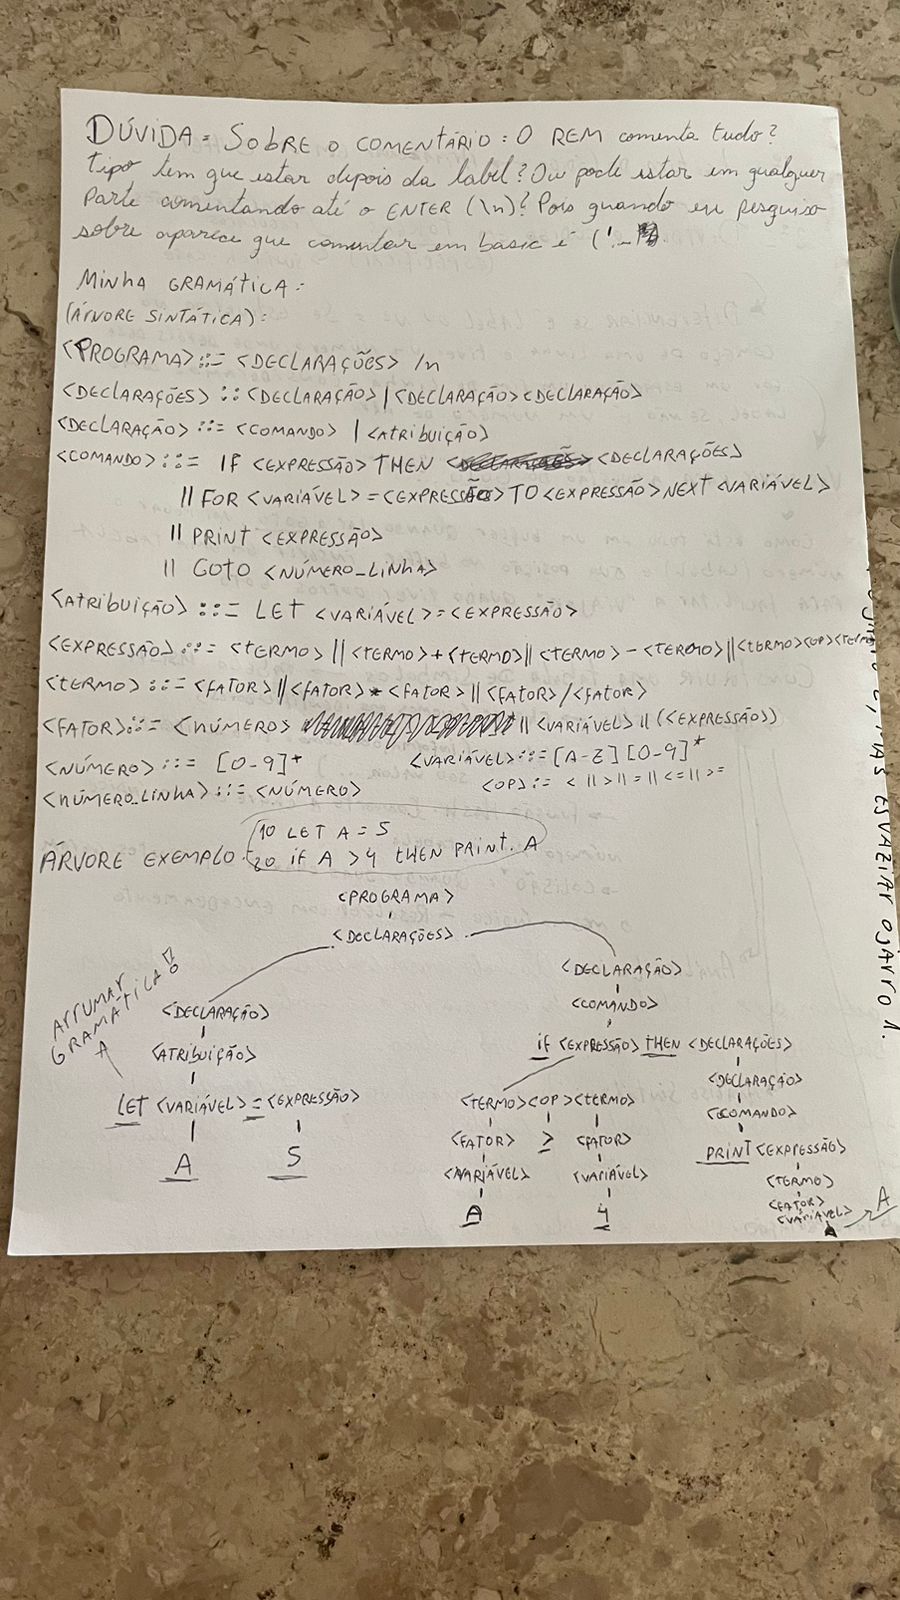 DÚVIDA = SOBRE O COMENTÁRIO: O REM comenta tudo?
tipo tem que estar depois da label? Ou pode estar em qualquer
parte comentando até o ENTER (\n)? Pois quando eu pesquiso
sobre aparece que comentar em basic é ('
MINHA GRAMÁTICA:
(ÁRVORE SINTÁTICA):
<PROGRAMA> ::= <DECLARAÇÕES> /n
<DECLARAÇÕES> :: <DECLARAÇÃO> | <DECLARAÇÃO> <DECLARAÇÃO>
<DECLARAÇÃO> ::= <COMANDO> | <ATRIBUIÇÃO>
<COMANDO> ::= IF <EXPRESSÃO> THEN <DECLARAÇÕES>
|| FOR <VARIÁVEL> = <EXPRESSÃO> TO <EXPRESSÃO> NEXT <VARIÁVEL>
|| PRINT <EXPRESSÃO>
|| GOTO <NÚMERO_LINHA>
<ATRIBUIÇÃO> ::= LET <VARIÁVEL> = <EXPRESSÃO>
<EXPRESSÃO> ::= <TERMO> || <TERMO> + <TERMO> || <TERMO> - <TERMO> || <TERMO> <OP> <TERMO>
<TERMO> ::= <FATOR> || <FATOR> * <FATOR> || <FATOR> / <FATOR>
<FATOR> ::= <NÚMERO> || <VARIÁVEL> || (<EXPRESSÃO>)
<NÚMERO> ::= [0-9]+ <VARIÁVEL> ::= [A-Z][0-9]*
<NÚMERO_LINHA> ::= <NÚMERO> <OP> := < || > || = || <= || >=
10 LET A = 5
ÁRVORE EXEMPLO: 20 if A > 4 THEN PRINT A
<PROGRAMA>
<DECLARAÇÕES>
<DECLARAÇÃO>
ARRUMAR
GRAMÁTICA!
<DECLARAÇÃO> <COMANDO>
<ATRIBUIÇÃO> if <EXPRESSÃO> THEN <DECLARAÇÕES>
<DECLARAÇÃO>
LET <VARIÁVEL> = <EXPRESSÃO> <TERMO> <OP> <TERMO> <COMANDO>
<FATOR> > <FATOR> PRINT <EXPRESSÃO>
A 5 <VARIÁVEL> <VARIÁVEL> <TERMO>
<FATOR> A
A 4 <VARIÁVEL>
A
MAS ESVAZIAR O JARRO 1.